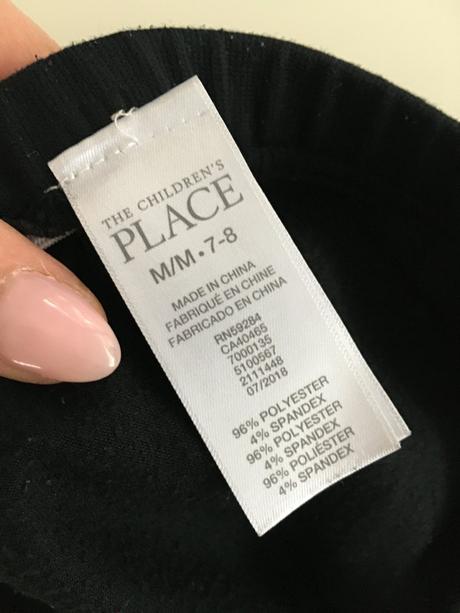 THE CHILDREN'S
PLACE
M/M • 7-8
MADE IN CHINA
FABRIQUÉ EN CHINE
FABRICADO EN CHINA
RN59284
CA40465
7000135
5100567
2111448
07/2018
96% POLYESTER
4% SPANDEX
96% POLYESTER
4% SPANDEX
96% POLIÉSTER
4% SPANDEX